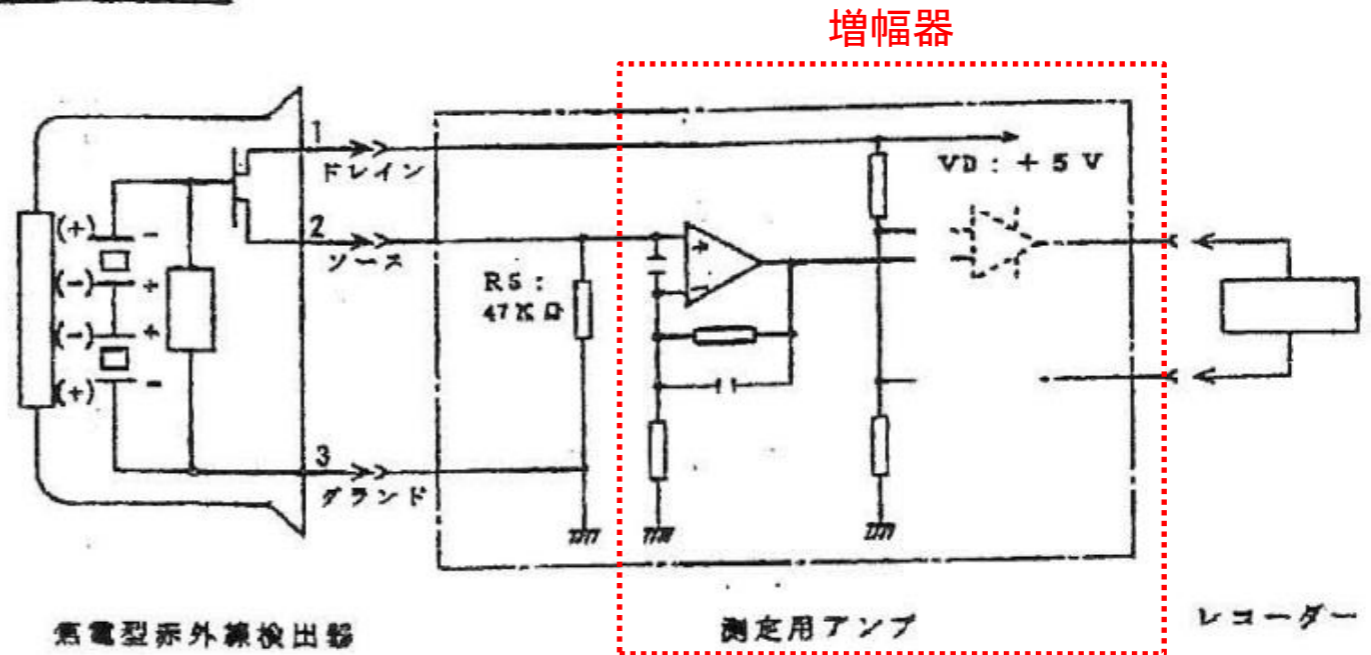 増幅器
1
ドレイン
VD：+5V
(+)
-
2
ソース
+
(-)
+
-
RS：
47KΩ
(-)
+
(+)
-
3
グランド
焦電型赤外線検出器
測定用アンプ
レコーダー